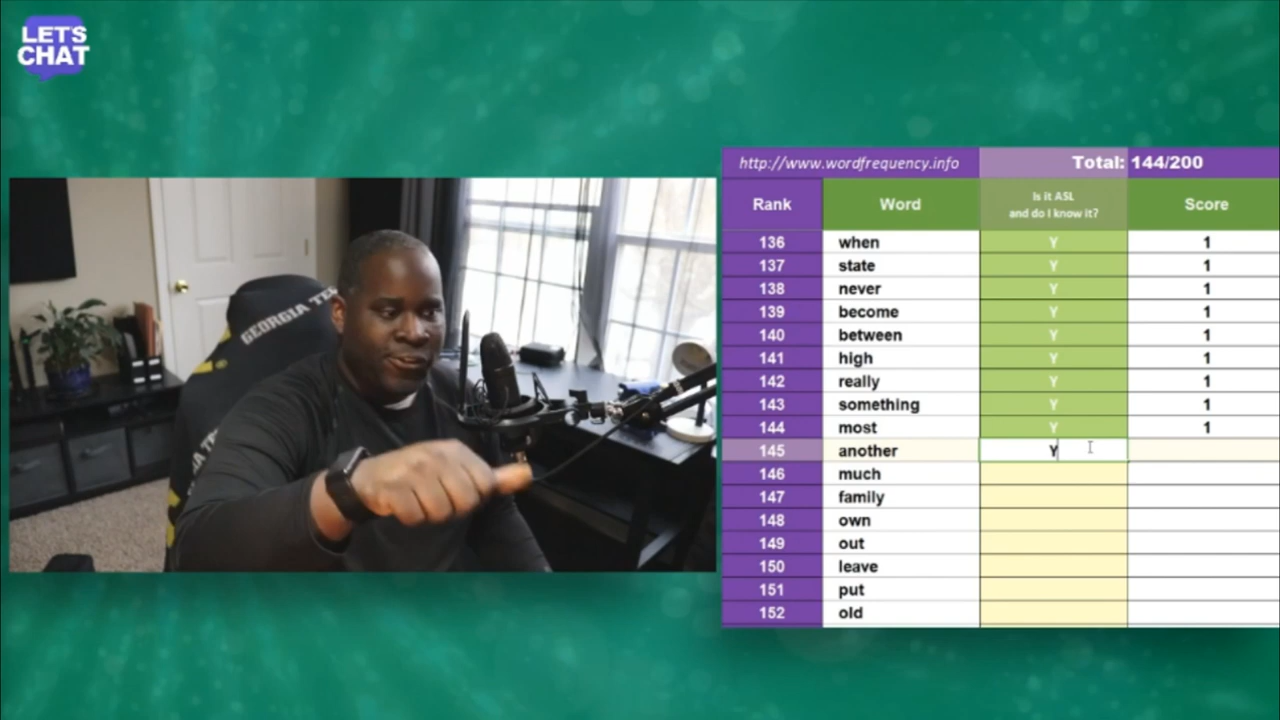 LET'S
CHAT
http://www.wordfrequency.info Total: 144/200
Rank Word Is it ASL and do I know it? Score
136 when Y 1
137 state Y 1
138 never Y 1
139 become Y 1
140 between Y 1
141 high Y 1
142 really Y 1
143 something Y 1
144 most Y 1
145 another Y
146 much
147 family
148 own
149 out
150 leave
151 put
152 old
GEORGIA TE